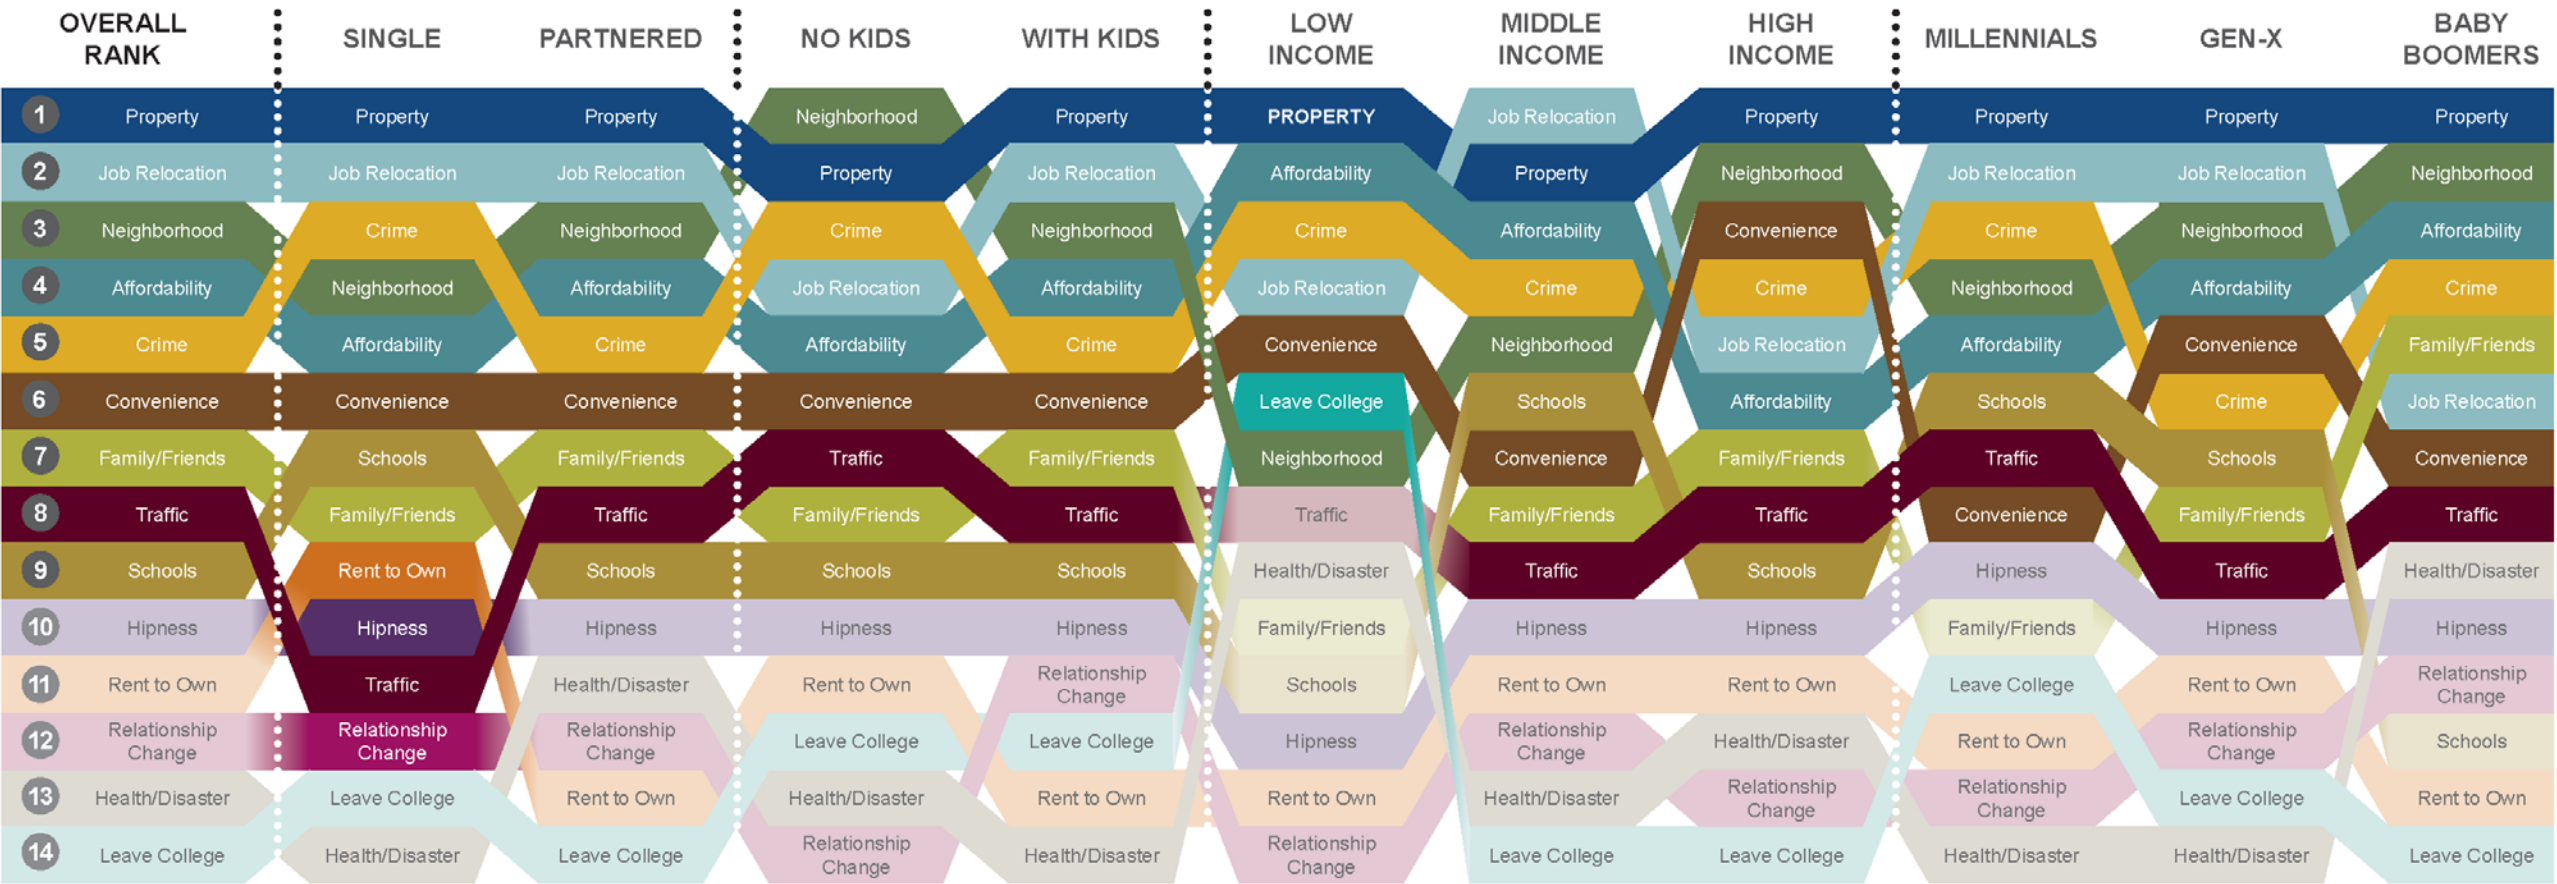 OVERALL RANK SINGLE PARTNERED NO KIDS WITH KIDS LOW INCOME MIDDLE INCOME HIGH INCOME MILLENNIALS GEN-X BABY BOOMERS
1 Property Property Property Neighborhood Property PROPERTY Job Relocation Property Property Property Property
2 Job Relocation Job Relocation Job Relocation Property Job Relocation Affordability Property Neighborhood Job Relocation Job Relocation Neighborhood
3 Neighborhood Crime Neighborhood Crime Neighborhood Crime Affordability Convenience Crime Neighborhood Affordability
4 Affordability Neighborhood Affordability Job Relocation Affordability Job Relocation Crime Crime Neighborhood Affordability Crime
5 Crime Affordability Crime Affordability Crime Convenience Neighborhood Job Relocation Affordability Convenience Family/Friends
6 Convenience Convenience Convenience Convenience Convenience Leave College Schools Affordability Schools Crime Job Relocation
7 Family/Friends Schools Family/Friends Traffic Family/Friends Neighborhood Convenience Family/Friends Traffic Schools Convenience
8 Traffic Family/Friends Traffic Family/Friends Traffic Traffic Family/Friends Traffic Convenience Family/Friends Traffic
9 Schools Rent to Own Schools Schools Schools Health/Disaster Traffic Schools Hipness Traffic Health/Disaster
10 Hipness Hipness Hipness Hipness Hipness Family/Friends Hipness Hipness Family/Friends Hipness Hipness
11 Rent to Own Traffic Health/Disaster Rent to Own Relationship Change Schools Rent to Own Rent to Own Leave College Rent to Own Relationship Change
12 Relationship Change Relationship Change Relationship Change Leave College Leave College Hipness Relationship Change Health/Disaster Rent to Own Relationship Change Schools
13 Health/Disaster Leave College Rent to Own Health/Disaster Rent to Own Rent to Own Health/Disaster Relationship Change Relationship Change Leave College Rent to Own
14 Leave College Health/Disaster Leave College Relationship Change Health/Disaster Relationship Change Leave College Leave College Health/Disaster Health/Disaster Leave College